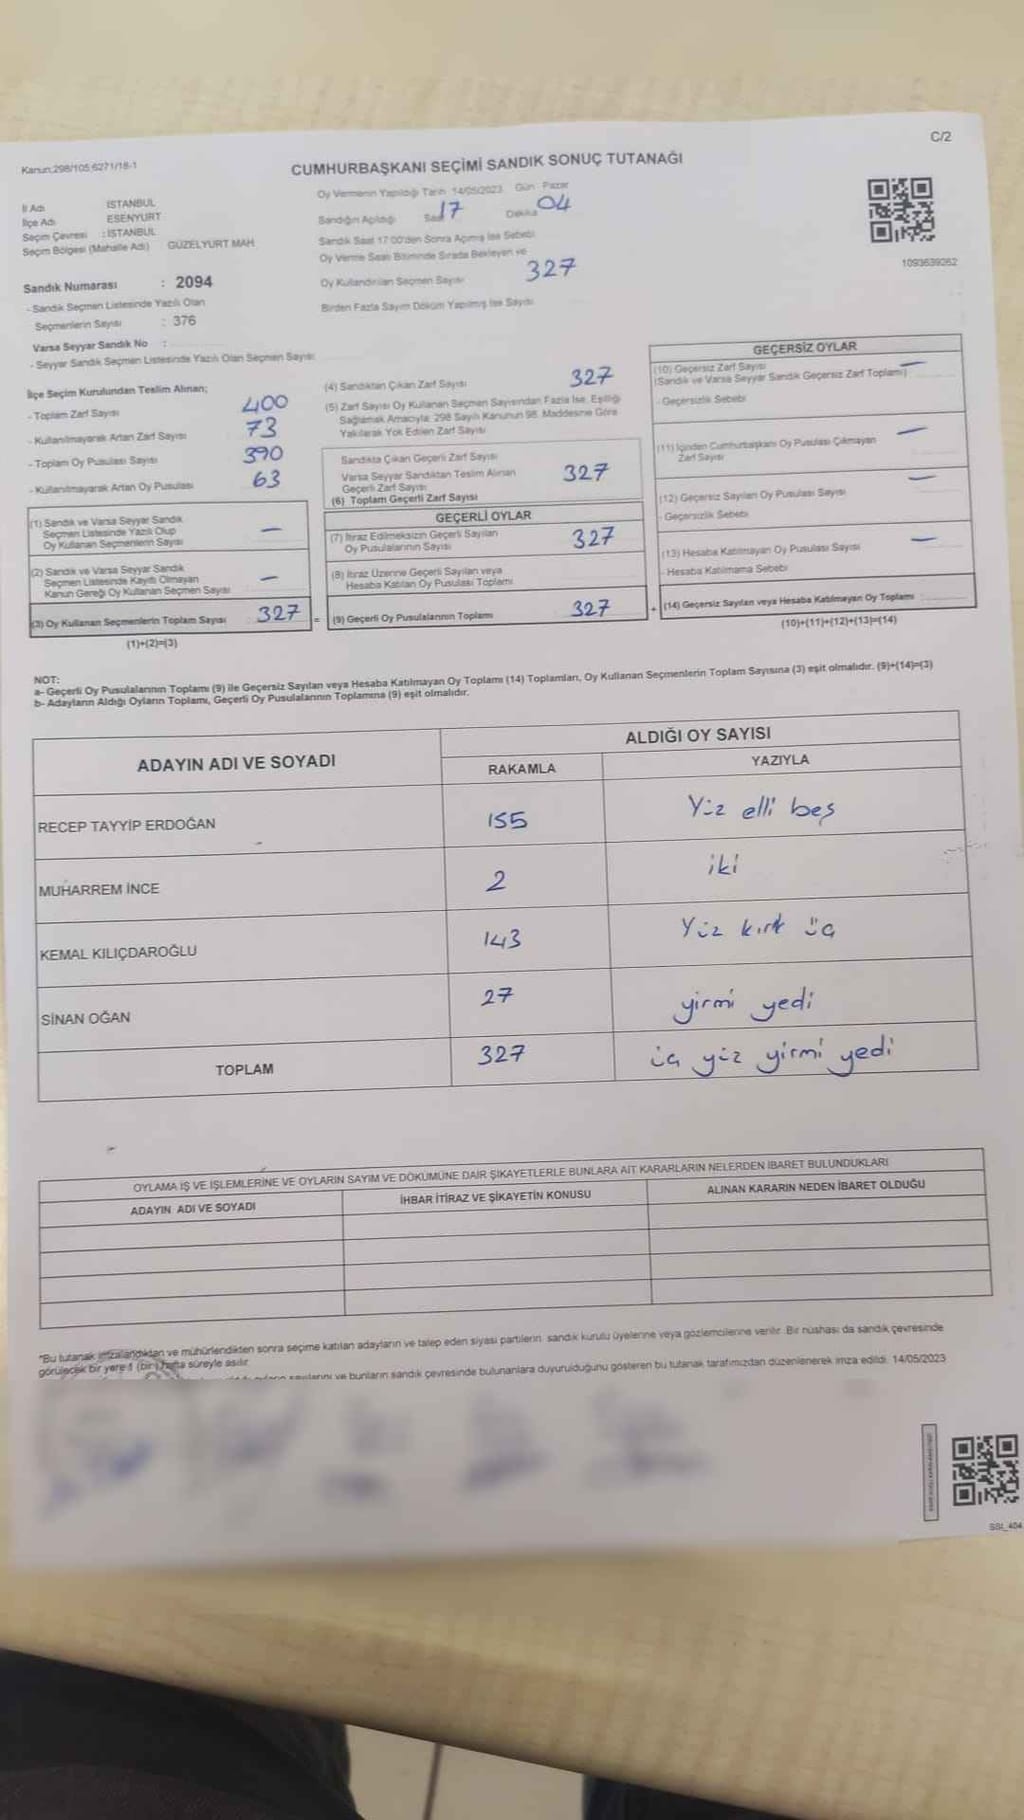 C/2
Kanun:298/105,6271/18-1
CUMHURBAŞKANI SEÇİMİ SANDIK SONUÇ TUTANAĞI
İl Adı İSTANBUL
İlçe Adı ESENYURT
Seçim Çevresi : İSTANBUL
Seçim Bölgesi (Mahalle Adı) GÜZELYURT MAH.
Oy Vermenin Yapıldığı Tarih 14/05/2023 Gün Pazar
Sandığın Açıldığı Saat 17 Dakika 04
Sandık Saat 17:00'den Sonra Açılmış İse Sebebi
Oy Verme Saati Bitiminde Sırada Bekleyen ve
Oy Kullandırılan Seçmen Sayısı 327
Birden Fazla Sayım Döküm Yapılmış İse Sayısı
1093639262
Sandık Numarası : 2094
- Sandık Seçmen Listesinde Yazılı Olan
Seçmenlerin Sayısı : 376
Varsa Seyyar Sandık No :
- Seyyar Sandık Seçmen Listesinde Yazılı Olan Seçmen Sayısı:
İlçe Seçim Kurulundan Teslim Alınan;
- Toplam Zarf Sayısı 400
- Kullanılmayarak Artan Zarf Sayısı 73
- Toplam Oy Pusulası Sayısı 390
- Kullanılmayarak Artan Oy Pusulası 63
(1) Sandık ve Varsa Seyyar Sandık
Seçmen Listesinde Yazılı Olup
Oy Kullanan Seçmenlerin Sayısı —
(2) Sandık ve Varsa Seyyar Sandık
Seçmen Listesinde Kayıtlı Olmayan
Kanun Gereği Oy Kullanan Seçmen Sayısı —
(3) Oy Kullanan Seçmenlerin Toplam Sayısı 327 =
(1)+(2)=(3)
(4) Sandıktan Çıkan Zarf Sayısı 327
(5) Zarf Sayısı Oy Kullanan Seçmen Sayısından Fazla İse, Eşitliği
Sağlamak Amacıyla, 298 Sayılı Kanunun 98. Maddesine Göre
Yakılarak Yok Edilen Zarf Sayısı
Sandıkta Çıkan Geçerli Zarf Sayısı
Varsa Seyyar Sandıktan Teslim Alınan
Geçerli Zarf Sayısı 327
(6) Toplam Geçerli Zarf Sayısı
GEÇERLİ OYLAR
(7) İtiraz Edilmeksizin Geçerli Sayılan
Oy Pusulalarının Sayısı 327
(8) İtiraz Üzerine Geçerli Sayılan veya
Hesaba Katılan Oy Pusulası Toplamı
(9) Geçerli Oy Pusulalarının Toplamı 327 +
GEÇERSİZ OYLAR
(10) Geçersiz Zarf Sayısı —
(Sandık ve Varsa Seyyar Sandık Geçersiz Zarf Toplamı)
- Geçersizlik Sebebi
(11) İçinden Cumhurbaşkanı Oy Pusulası Çıkmayan —
Zarf Sayısı
(12) Geçersiz Sayılan Oy Pusulası Sayısı —
- Geçersizlik Sebebi
(13) Hesaba Katılmayan Oy Pusulası Sayısı —
- Hesaba Katılmama Sebebi
(14) Geçersiz Sayılan veya Hesaba Katılmayan Oy Toplamı
(10)+(11)+(12)+(13)=(14)
NOT:
a- Geçerli Oy Pusulalarının Toplamı (9) ile Geçersiz Sayılan veya Hesaba Katılmayan Oy Toplamı (14) Toplamları, Oy Kullanan Seçmenlerin Toplam Sayısına (3) eşit olmalıdır. (9)+(14)=(3)
b- Adayların Aldığı Oyların Toplamı, Geçerli Oy Pusulalarının Toplamına (9) eşit olmalıdır.
ADAYIN ADI VE SOYADI ALDIĞI OY SAYISI
RAKAMLA YAZIYLA
RECEP TAYYİP ERDOĞAN 155 Yüz elli beş
MUHARREM İNCE 2 iki
KEMAL KILIÇDAROĞLU 143 Yüz kırk üç
SİNAN OĞAN 27 yirmi yedi
TOPLAM 327 üç yüz yirmi yedi
OYLAMA İŞ VE İŞLEMLERİNE VE OYLARIN SAYIM VE DÖKÜMÜNE DAİR ŞİKAYETLERLE BUNLARA AİT KARARLARIN NELERDEN İBARET BULUNDUKLARI
ADAYIN ADI VE SOYADI İHBAR İTİRAZ VE ŞİKAYETİN KONUSU ALINAN KARARIN NEDEN İBARET OLDUĞU
"Bu tutanak imzalandıktan ve mühürlendikten sonra seçime katılan adayların ve talep eden siyasi partilerin sandık kurulu üyelerine veya gözlemcilerine verilir. Bir nüshası da sandık çevresinde
görülecek bir yere 1 (bir) hafta süreyle asılır.
ve bunların sandık çevresinde bulunanlara duyurulduğunu gösteren bu tutanak tarafımızdan düzenlenerek imza edildi. 14/05/2023
SSI_404